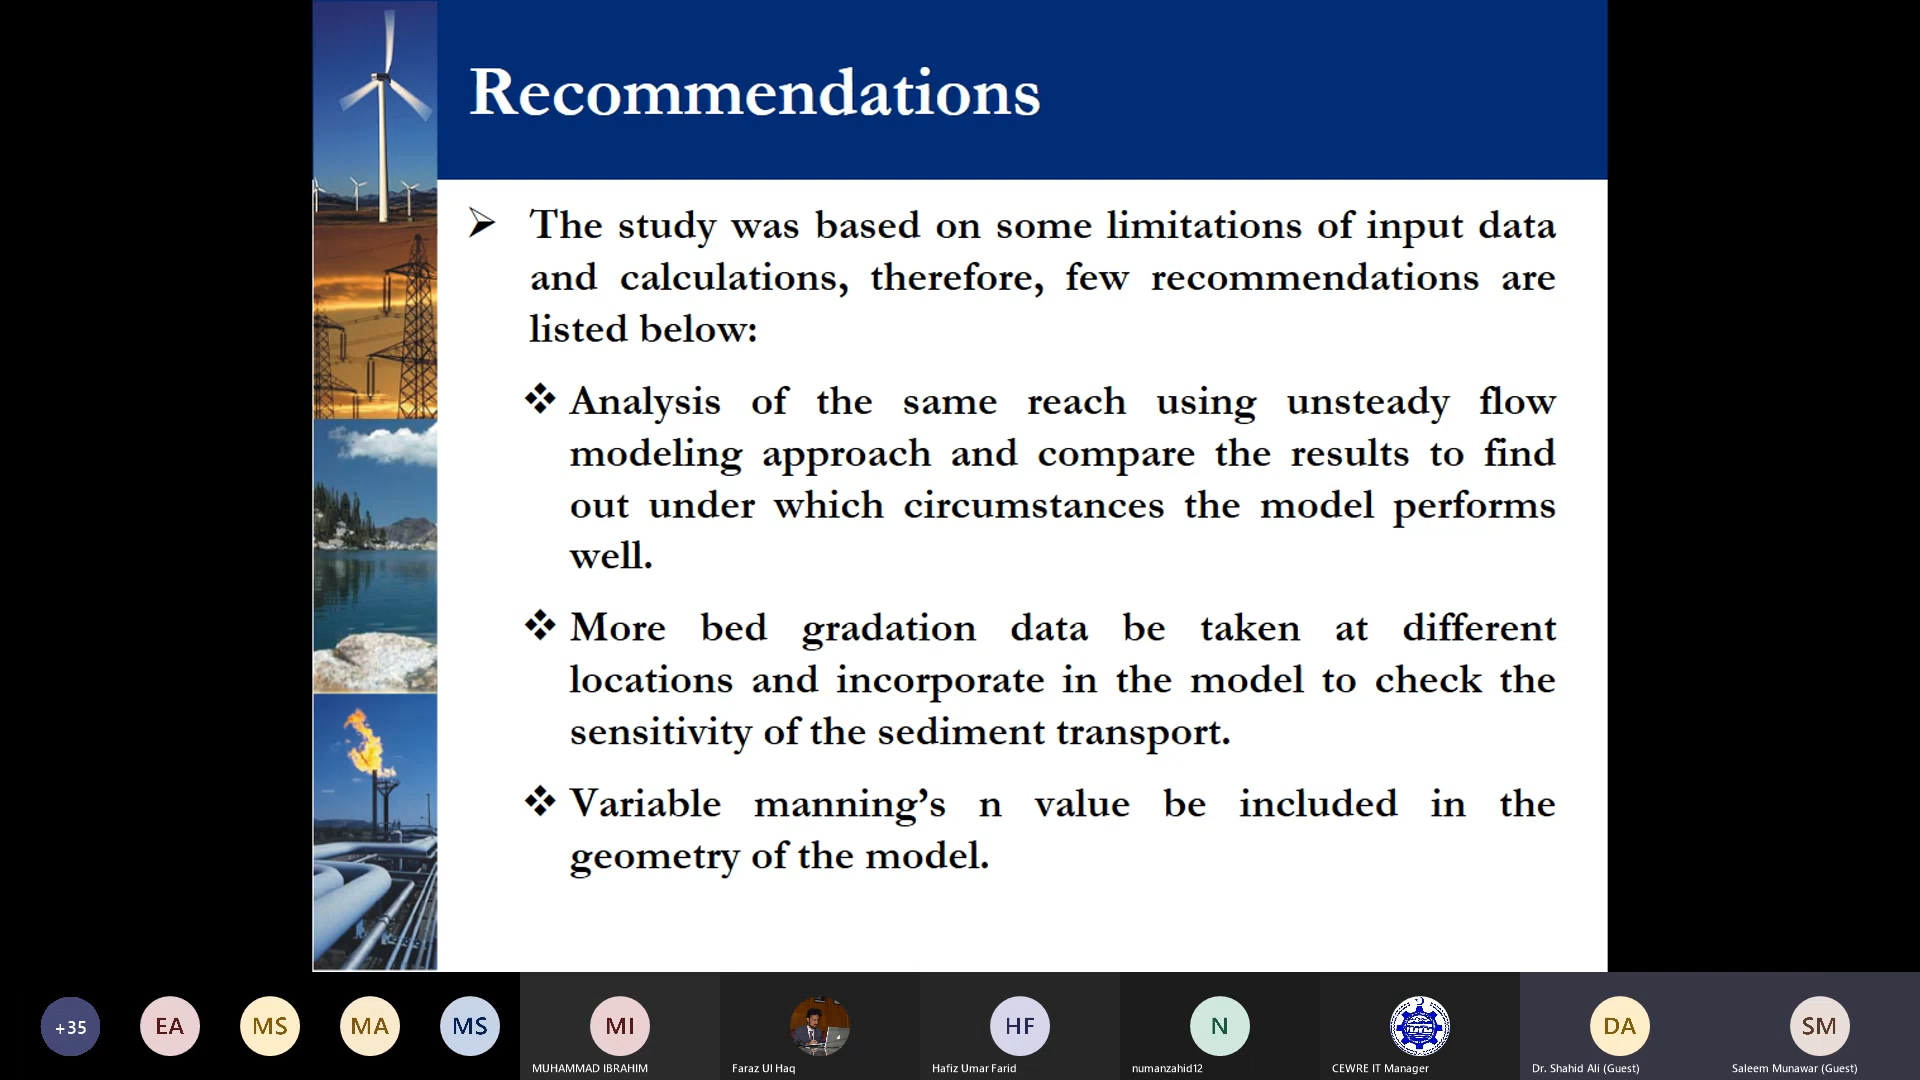 Recommendations
➢ The study was based on some limitations of input data
and calculations, therefore, few recommendations are
listed below:
❖ Analysis of the same reach using unsteady flow
modeling approach and compare the results to find
out under which circumstances the model performs
well.
❖ More bed gradation data be taken at different
locations and incorporate in the model to check the
sensitivity of the sediment transport.
❖ Variable manning’s n value be included in the
geometry of the model.
+35
EA
MS
MA
MS
MI
HF
N
DA
SM
MUHAMMAD IBRAHIM
Faraz Ul Haq
Hafiz Umar Farid
numanzahid12
CEWRE IT Manager
Dr. Shahid Ali (Guest)
Saleem Munawar (Guest)